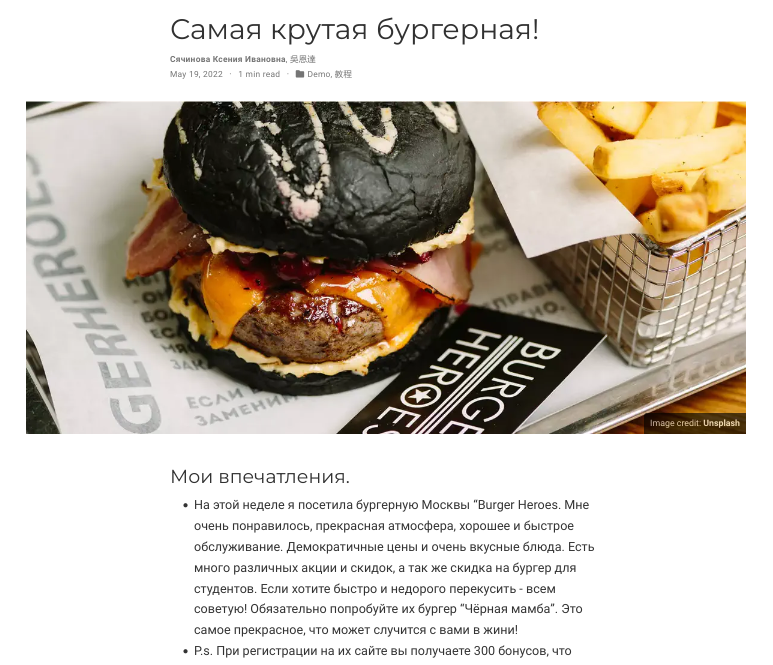 Самая крутая бургерная!
Сячинова Ксения Ивановна, 吳恩達
May 19, 2022 · 1 min read · Demo, 教程
GERHEROES
ЕСЛИ
ЗАМЕНИМ
BURGE
HEROES
Image credit: Unsplash
Мои впечатления.
• На этой неделе я посетила бургерную Москвы “Burger Heroes. Мне
очень понравилось, прекрасная атмосфера, хорошее и быстрое
обслуживание. Демократичные цены и очень вкусные блюда. Есть
много различных акции и скидок, а так же скидка на бургер для
студентов. Если хотите быстро и недорого перекусить - всем
советую! Обязательно попробуйте их бургер “Чёрная мамба”. Это
самое прекрасное, что может случится с вами в жини!
• P.s. При регистрации на их сайте вы получаете 300 бонусов, что